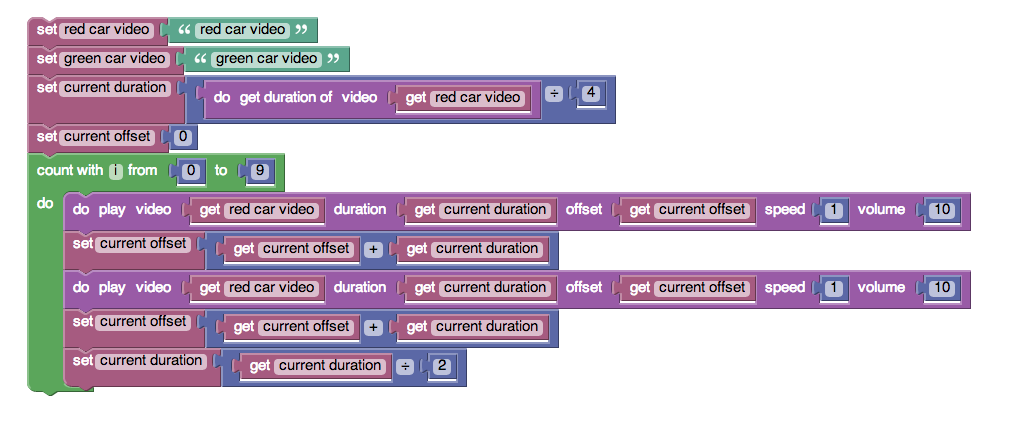 set red car video “ red car video ”
set green car video “ green car video ”
set current duration do get duration of video get red car video ÷ 4
set current offset 0
count with i from 0 to 9
do do play video get red car video duration get current duration offset get current offset speed 1 volume 10
set current offset get current offset + get current duration
do play video get red car video duration get current duration offset get current offset speed 1 volume 10
set current offset get current offset + get current duration
set current duration get current duration ÷ 2